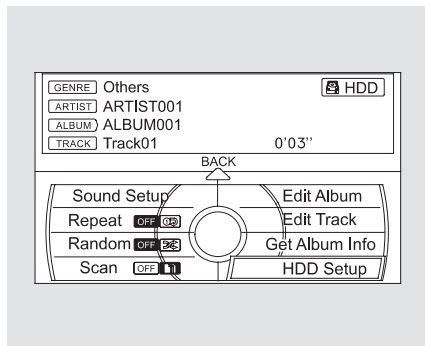 GENRE Others HDD
ARTIST ARTIST001
ALBUM ALBUM001
TRACK Track01 0'03''
BACK
Sound Setup Edit Album
Repeat OFF Edit Track
Random OFF Get Album Info
Scan OFF HDD Setup